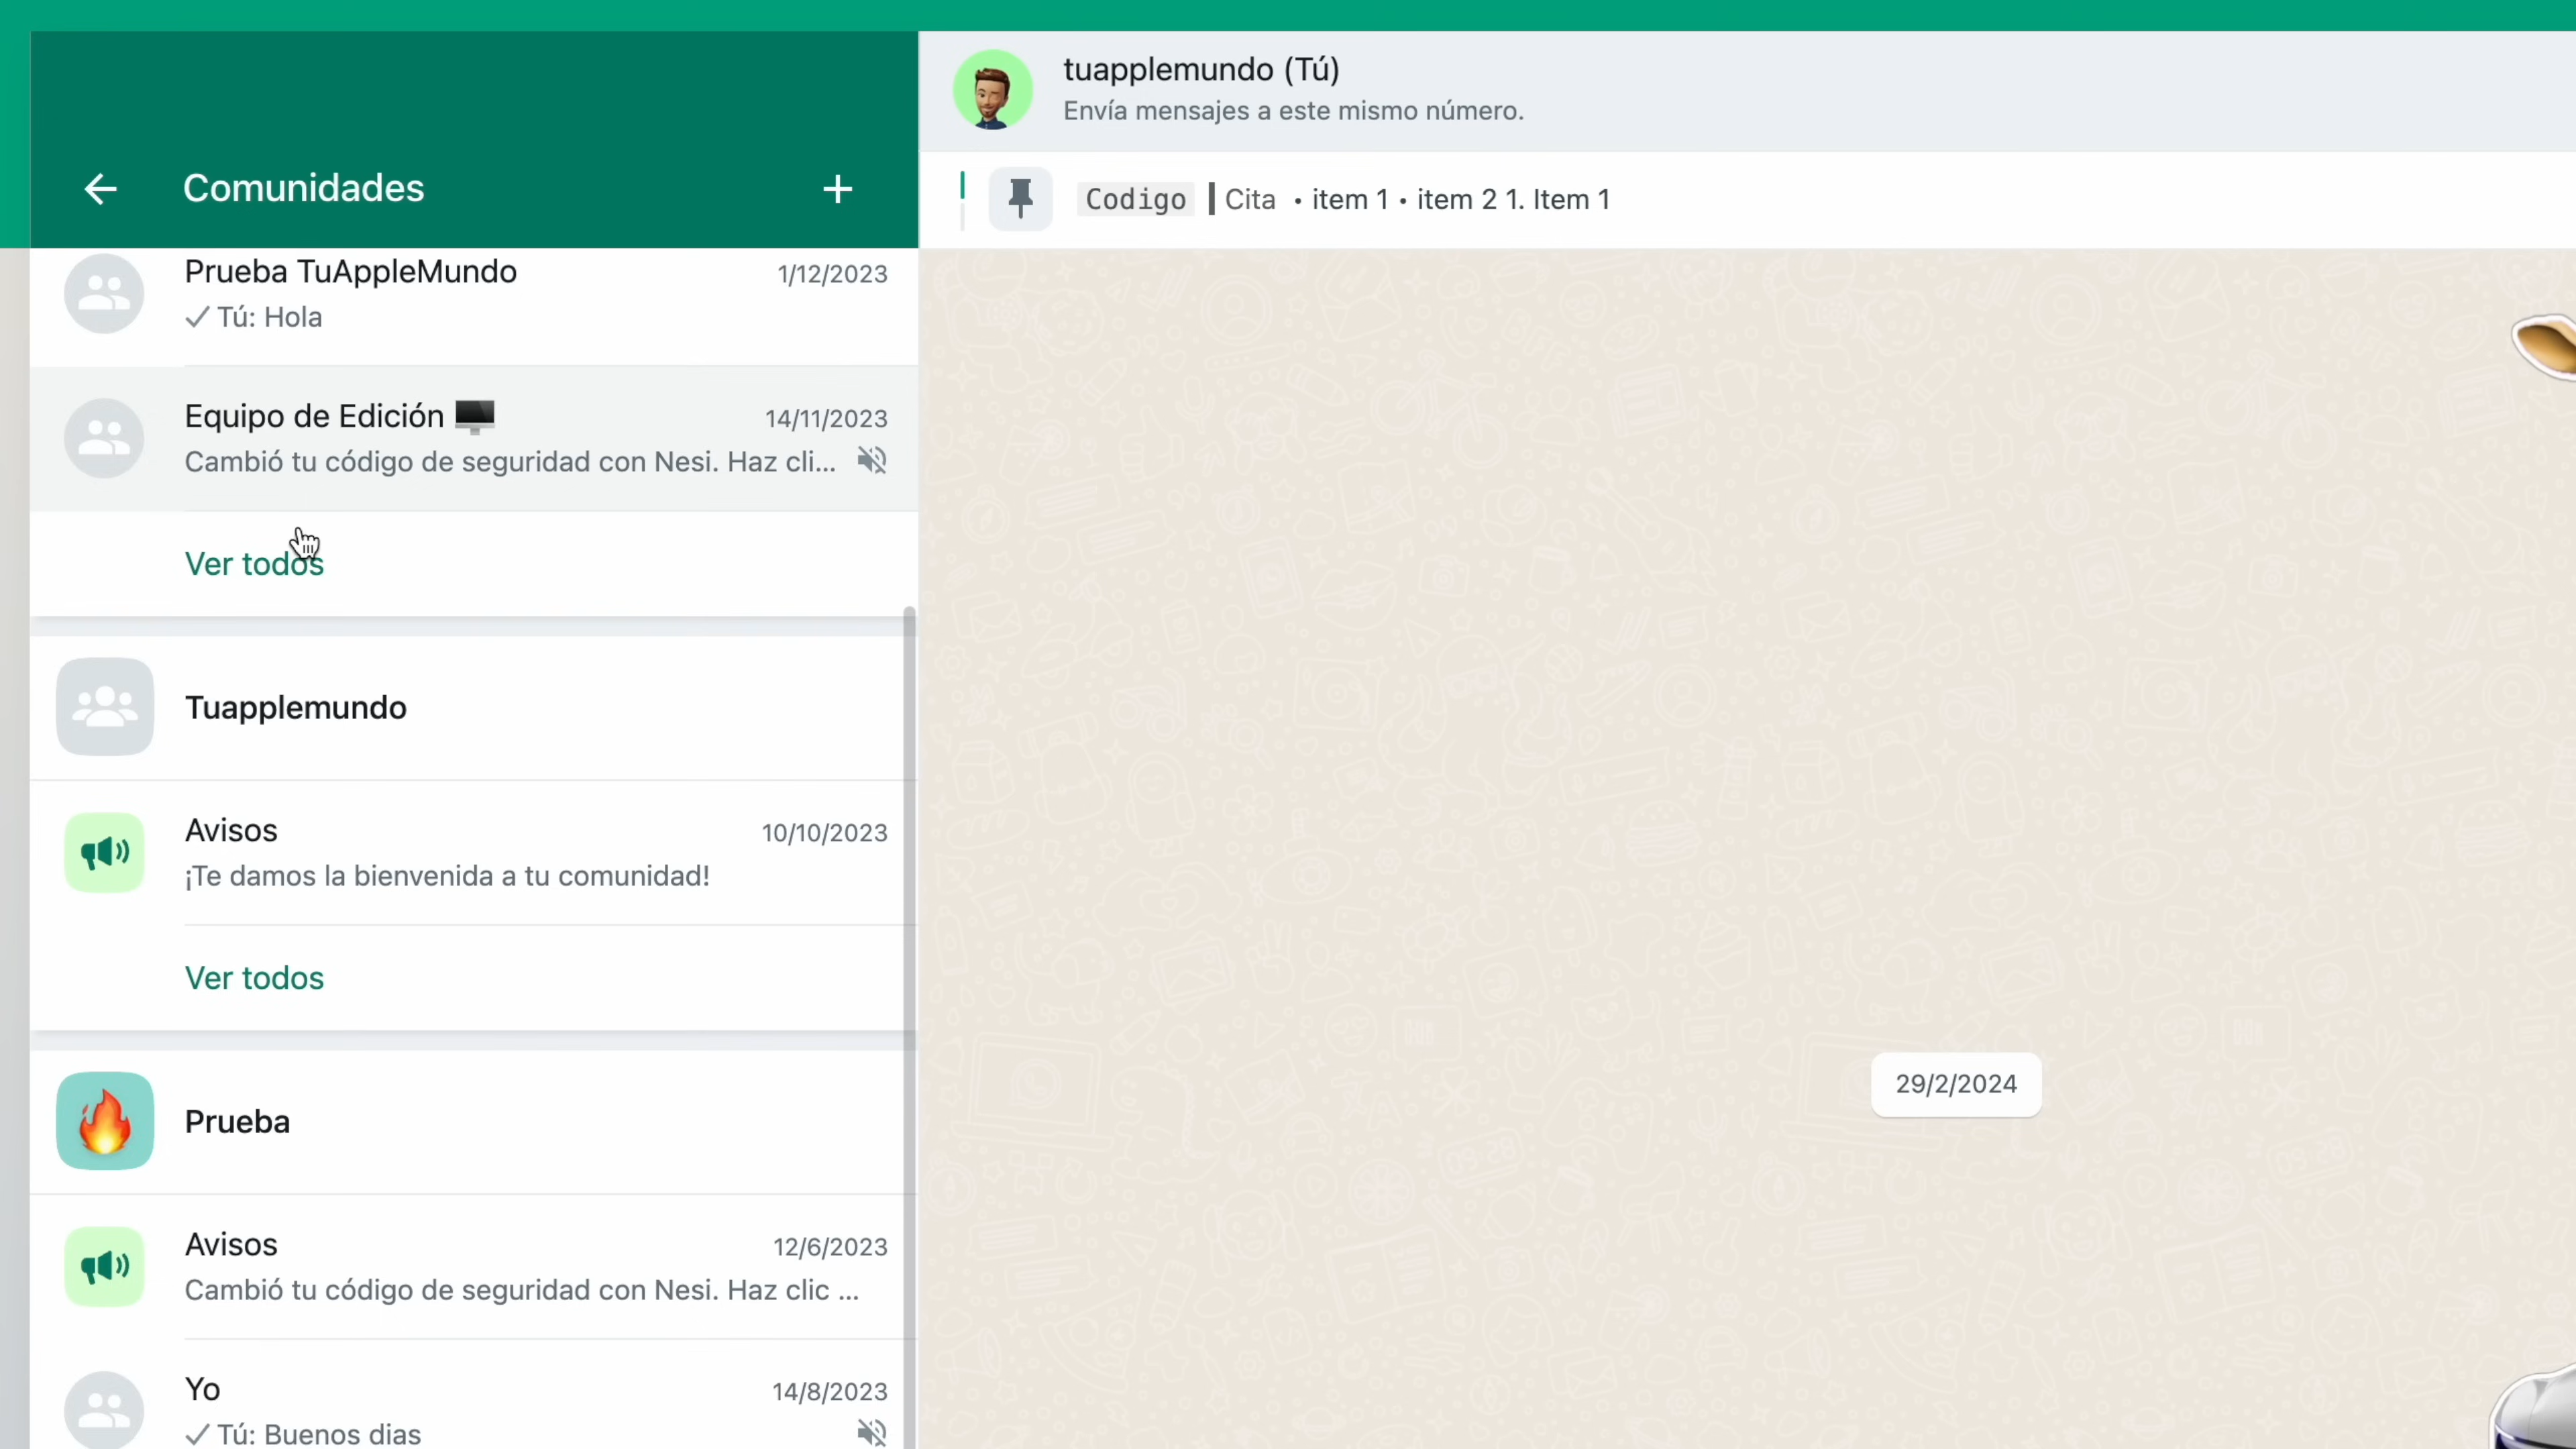 Comunidades
Prueba TuAppleMundo
1/12/2023
Tú: Hola
Equipo de Edición
14/11/2023
Cambió tu código de seguridad con Nesi. Haz cli...
Ver todos
Tuapplemundo
Avisos
10/10/2023
¡Te damos la bienvenida a tu comunidad!
Ver todos
Prueba
Avisos
12/6/2023
Cambió tu código de seguridad con Nesi. Haz clic ...
Yo
14/8/2023
Tú: Buenos dias
tuapplemundo (Tú)
Envía mensajes a este mismo número.
Codigo | Cita • item 1 • item 2 1. Item 1
29/2/2024